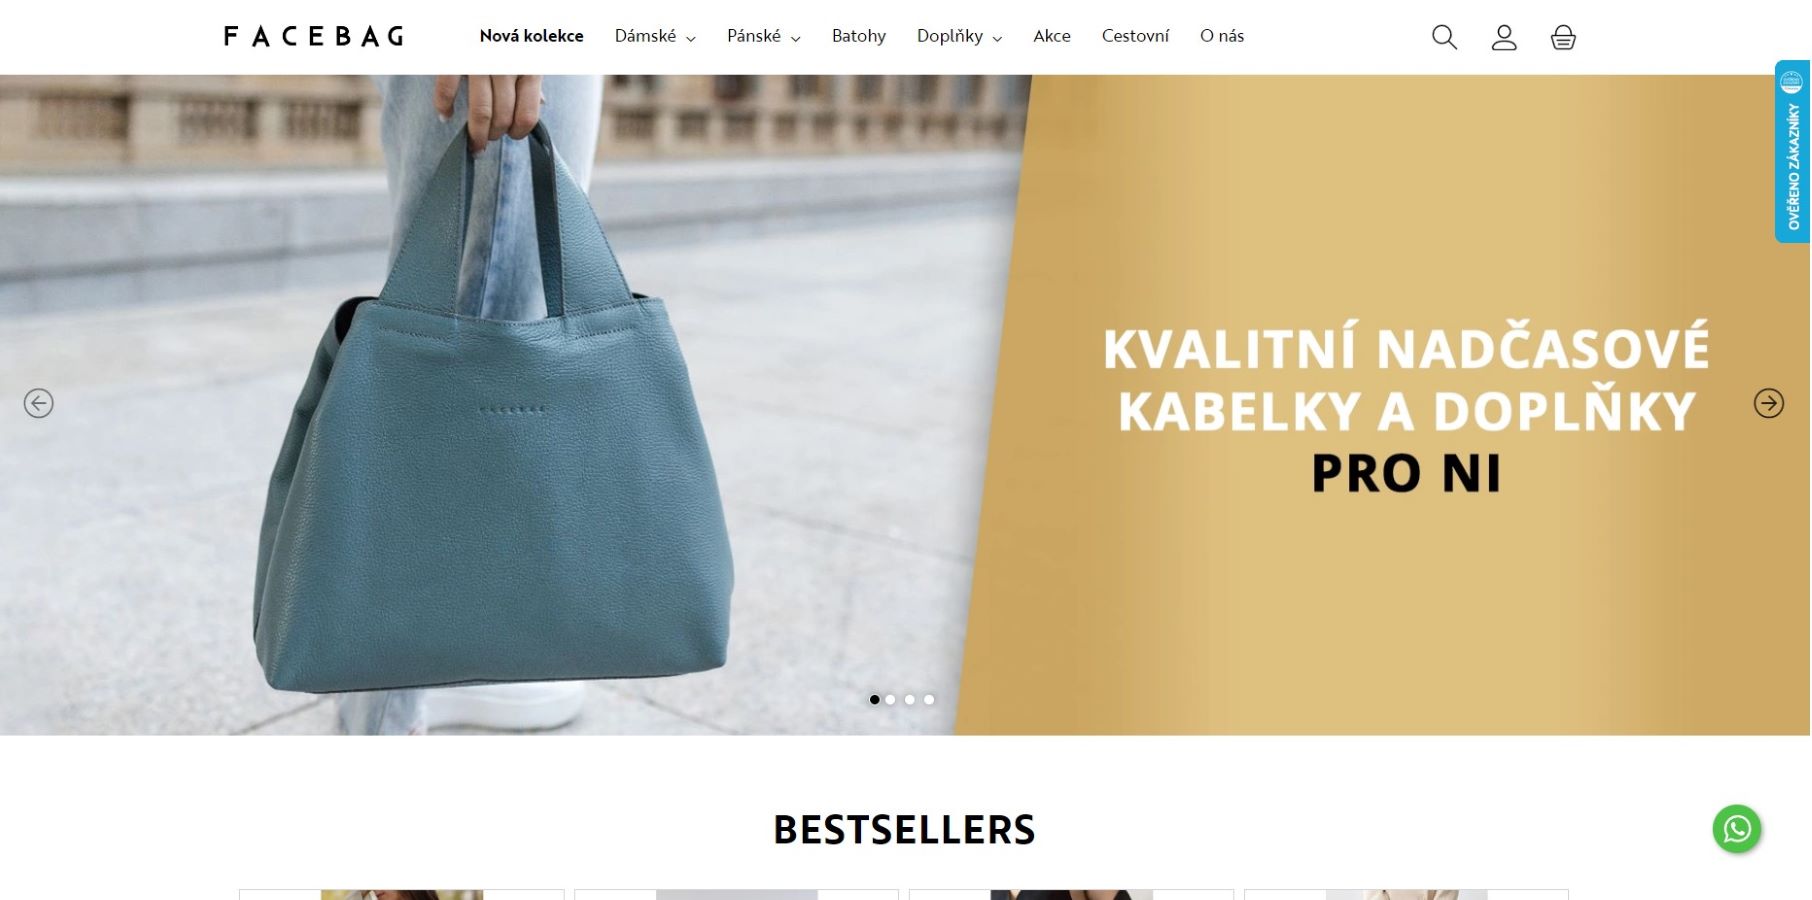 FACEBAG
Nová kolekce
Dámské
Pánské
Batohy
Doplňky
Akce
Cestovní
O nás
OVĚŘENO ZÁKAZNÍKY
KVALITNÍ NADČASOVÉ
KABELKY A DOPLŇKY
PRO NI
BESTSELLERS